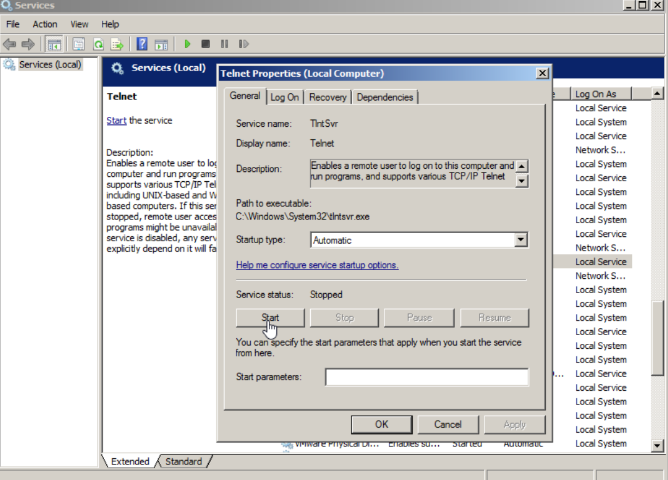 Services
File Action View Help
Services (Local)
Services (Local)
Telnet
Start the service
Description:
Enables a remote user to log
computer and run programs
supports various TCP/IP Tel
including UNIX-based and W
based computers. If this ser
stopped, remote user acces
programs might be unavailal
service is disabled, any serv
explicitly depend on it will fa
Telnet Properties (Local Computer)
General Log On Recovery Dependencies
Service name: TlntSvr
Display name: Telnet
Description: Enables a remote user to log on to this computer and
run programs, and supports various TCP/IP Telnet
Path to executable:
C:\Windows\System32\tlntsvr.exe
Startup type: Automatic
Help me configure service startup options.
Service status: Stopped
Start Stop Pause Resume
You can specify the start parameters that apply when you start the service
from here.
Start parameters:
OK Cancel Apply
Log On As
Local Service
Local System
Local Service
Network S...
Local System
Local Service
Local System
Local System
Local System
Local Service
Network S...
Local Service
Network S...
Local System
Local System
Local Service
Local System
Local System
Local Service
Local Service
Local Service
Local System
Local Service
Local System
VMware Physical Di... Enables su... Started Automatic Local System
Extended Standard